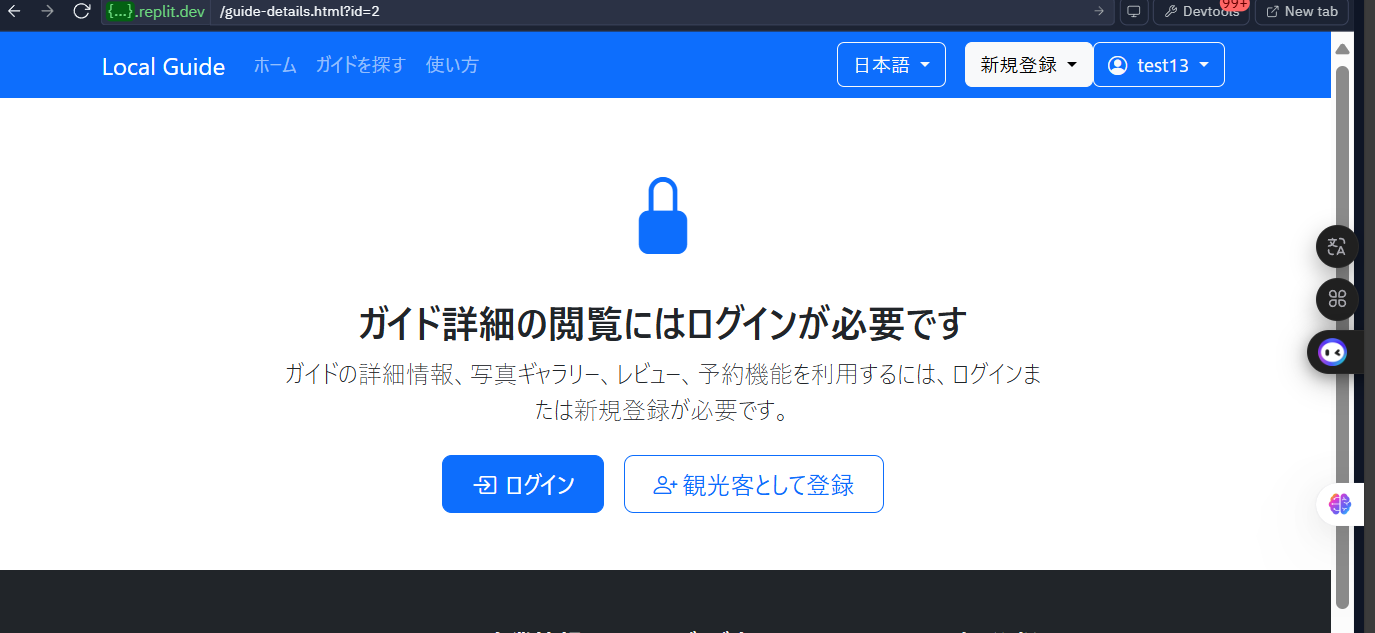 {...}.replit.dev /guide-details.html?id=2
Devtools 99+ New tab
Local Guide ホーム ガイドを探す 使い方 日本語 新規登録 test13
ガイド詳細の閲覧にはログインが必要です
ガイドの詳細情報、写真ギャラリー、レビュー、予約機能を利用するには、ログインま
たは新規登録が必要です。
ログイン 観光客として登録